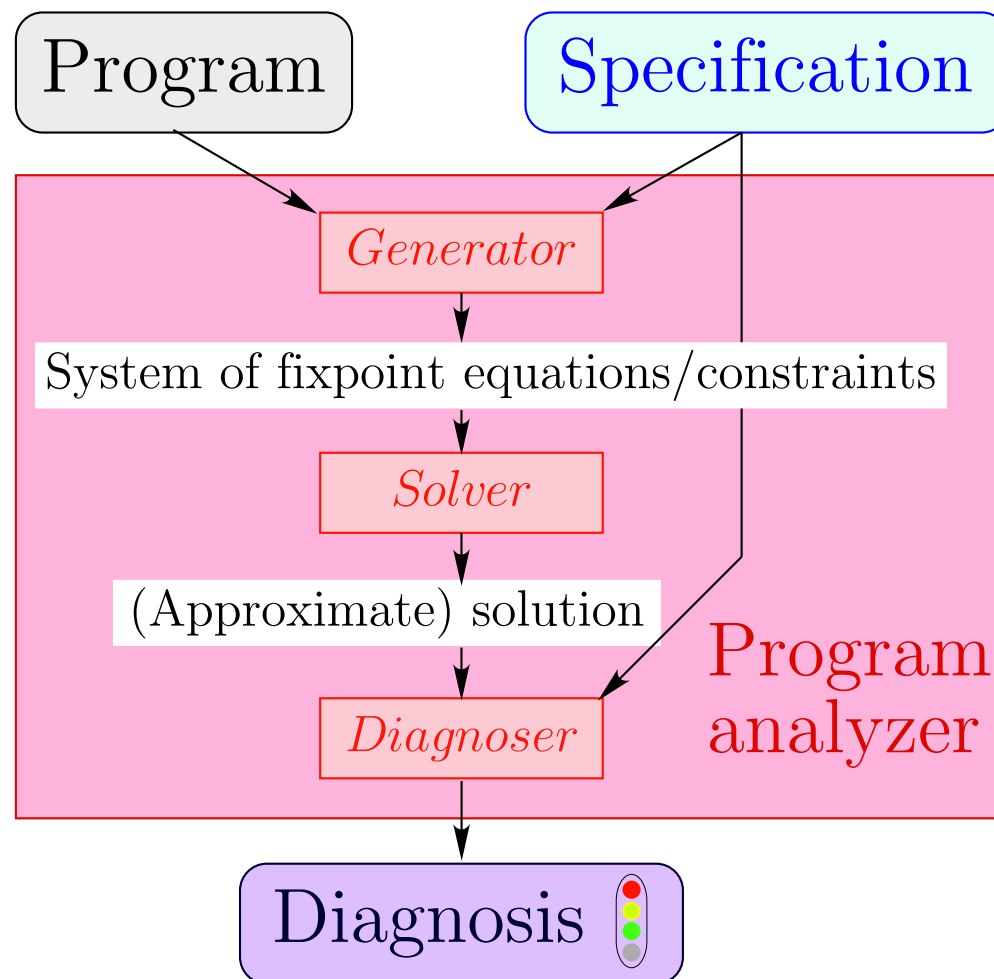 Program
Specification
Generator
System of fixpoint equations/constraints
Solver
(Approximate) solution
Program
analyzer
Diagnoser
Diagnosis